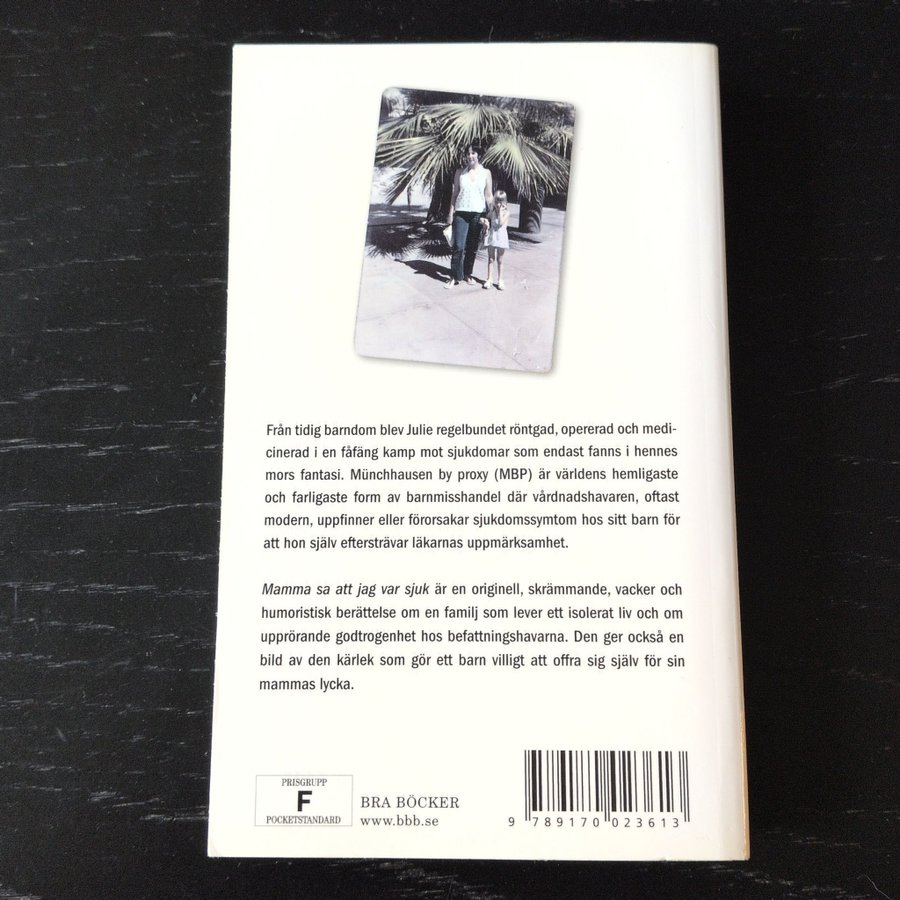 Från tidig barndom blev Julie regelbundet röntgad, opererad och medi-
cinerad i en fåfäng kamp mot sjukdomar som endast fanns i hennes
mors fantasi. Münchhausen by proxy (MBP) är världens hemligaste
och farligaste form av barnmisshandel där vårdnadshavaren, oftast
modern, uppfinner eller förorsakar sjukdomssymtom hos sitt barn för
att hon själv eftersträvar läkarnas uppmärksamhet.
Mamma sa att jag var sjuk är en originell, skrämmande, vacker och
humoristisk berättelse om en familj som lever ett isolerat liv och om
upprörande godtrogenhet hos befattningshavarna. Den ger också en
bild av den kärlek som gör ett barn villigt att offra sig själv för sin
mammas lycka.
PRISGRUPP
F
POCKETSTANDARD
BRA BÖCKER
www.bbb.se
9 789170 023613